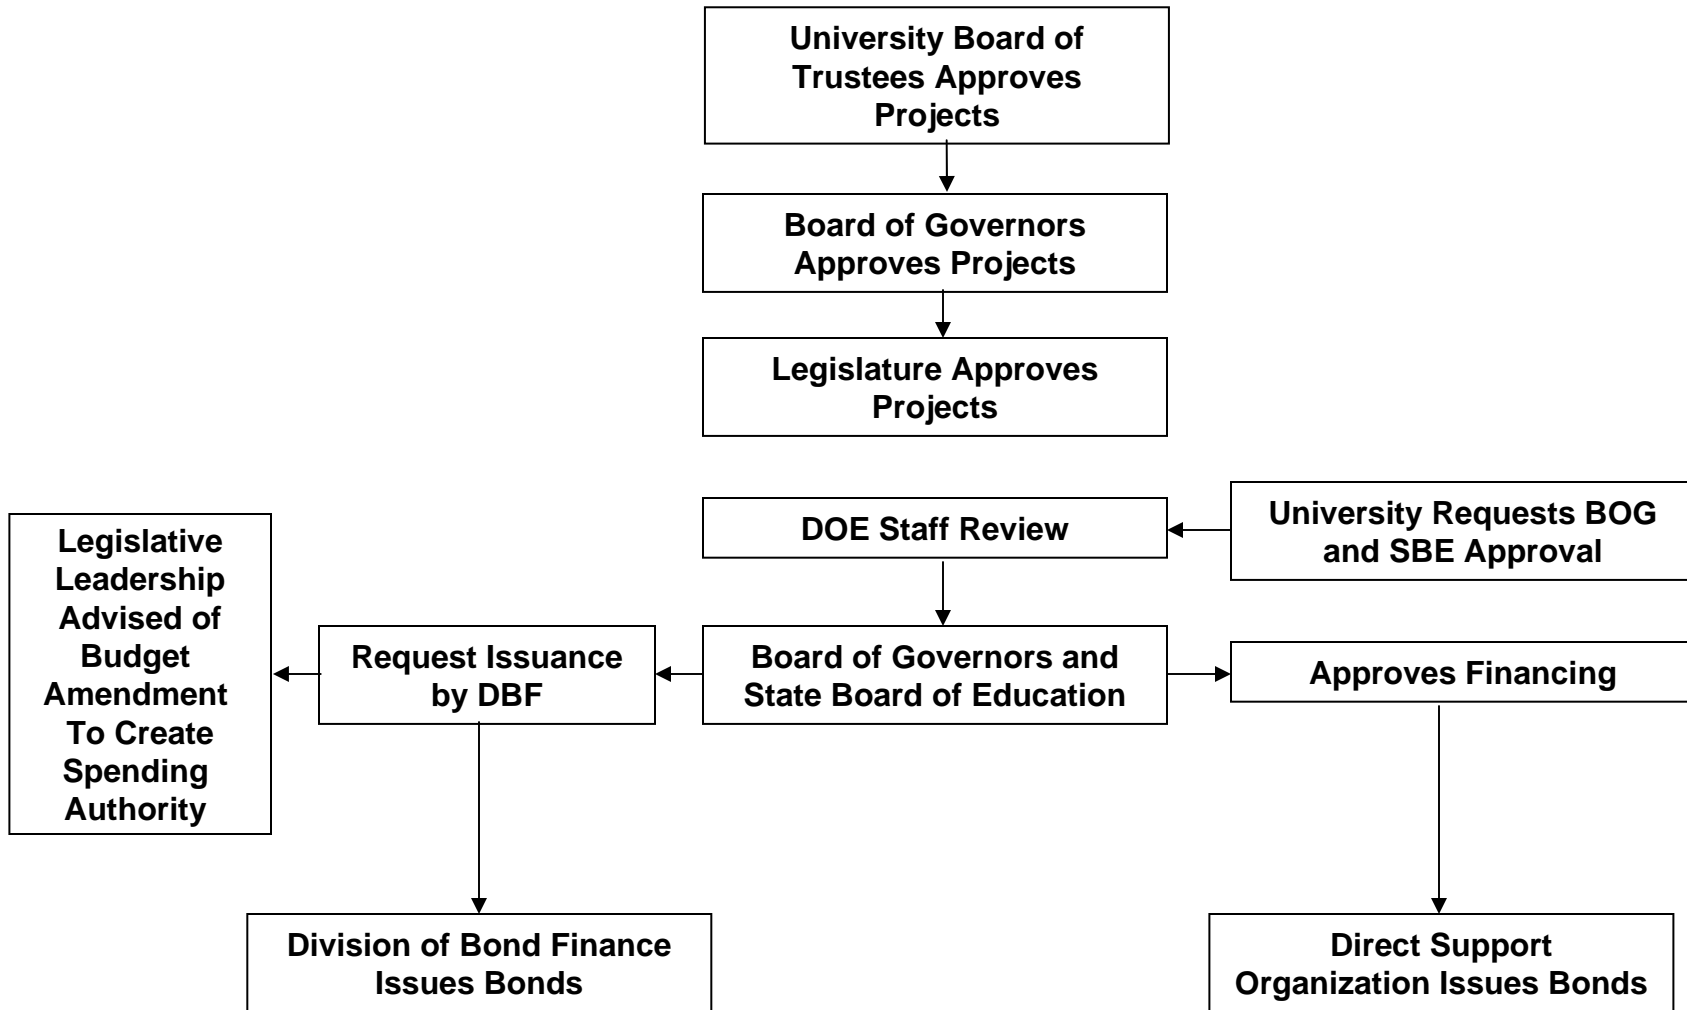 University Board of
Trustees Approves
Projects
Board of Governors
Approves Projects
Legislature Approves
Projects
DOE Staff Review
University Requests BOG
and SBE Approval
Legislative
Leadership
Advised of
Budget
Amendment
To Create
Spending
Authority
Request Issuance
by DBF
Board of Governors and
State Board of Education
Approves Financing
Division of Bond Finance
Issues Bonds
Direct Support
Organization Issues Bonds